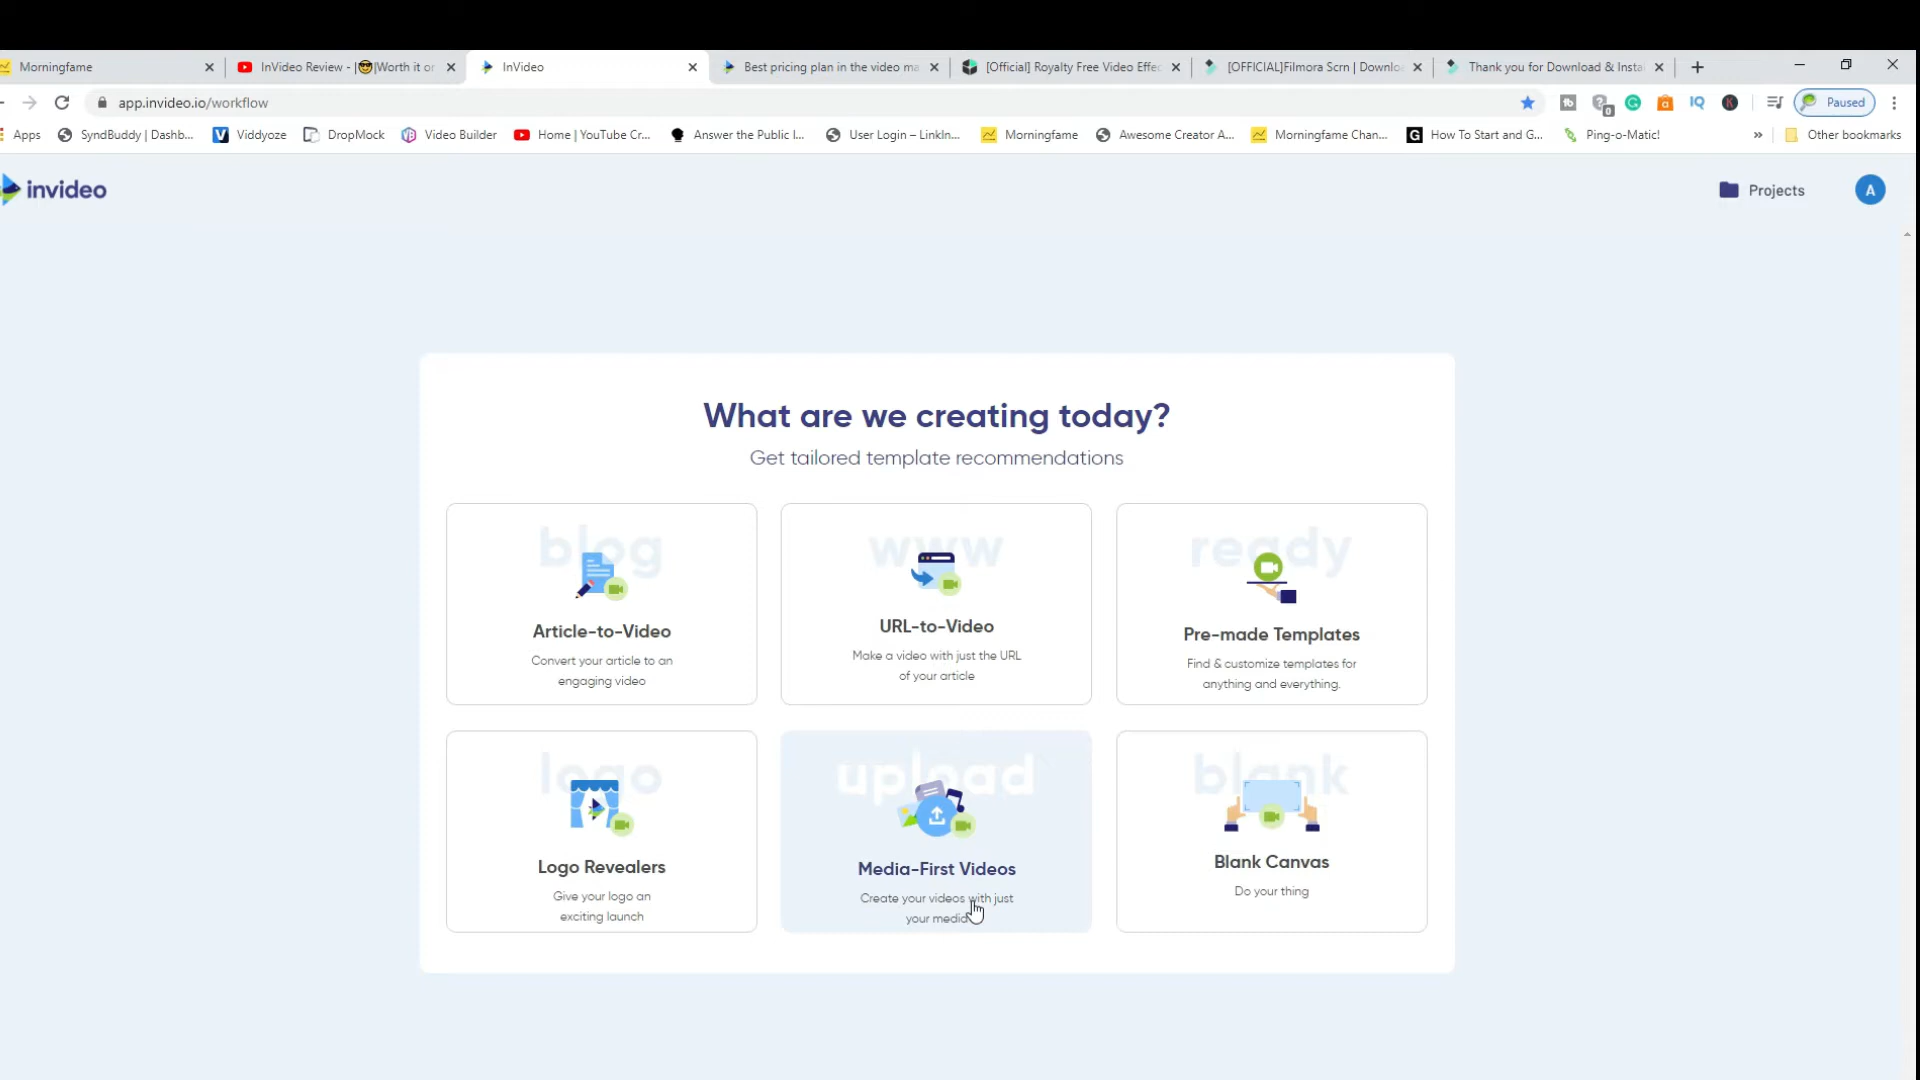 Morningfame
InVideo Review - |😎|Worth it or
InVideo
Best pricing plan in the video ma
[Official] Royalty Free Video Effec
[OFFICIAL]Filmora Scrn | Downlo
Thank you for Download & Insta
app.invideo.io/workflow
Paused
Apps
SyndBuddy | Dashb...
Viddyoze
DropMock
Video Builder
Home | YouTube Cr...
Answer the Public I...
User Login – LinkIn...
Morningfame
Awesome Creator A...
Morningfame Chan...
How To Start and G...
Ping-o-Matic!
»
Other bookmarks
invideo
Projects
A
What are we creating today?
Get tailored template recommendations
blog
Article-to-Video
Convert your article to an
engaging video
www
URL-to-Video
Make a video with just the URL
of your article
ready
Pre-made Templates
Find & customize templates for
anything and everything.
logo
Logo Revealers
Give your logo an
exciting launch
upload
Media-First Videos
Create your videos with just
your media
blank
Blank Canvas
Do your thing